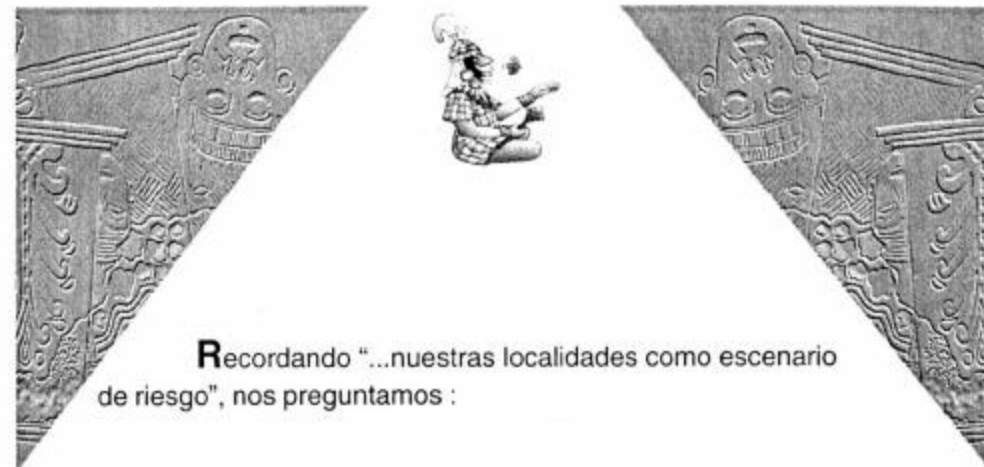 Recordando “...nuestras localidades como escenario
de riesgo”, nos preguntamos :